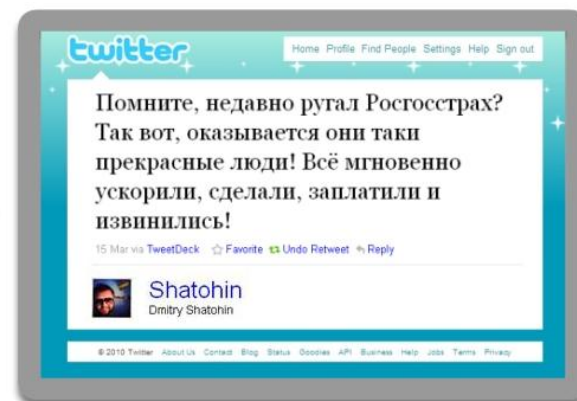 twitter
Home Profile Find People Settings Help Sign out
Помните, недавно ругал Росгосстрах?
Так вот, оказывается они таки
прекрасные люди! Всё мгновенно
ускорили, сделали, заплатили и
извинились!
15 Mar via TweetDeck Favorite Undo Retweet Reply
Shatohin
Dmitry Shatohin
© 2010 Twitter About Us Contact Blog Status Goodies API Business Help Jobs Terms Privacy